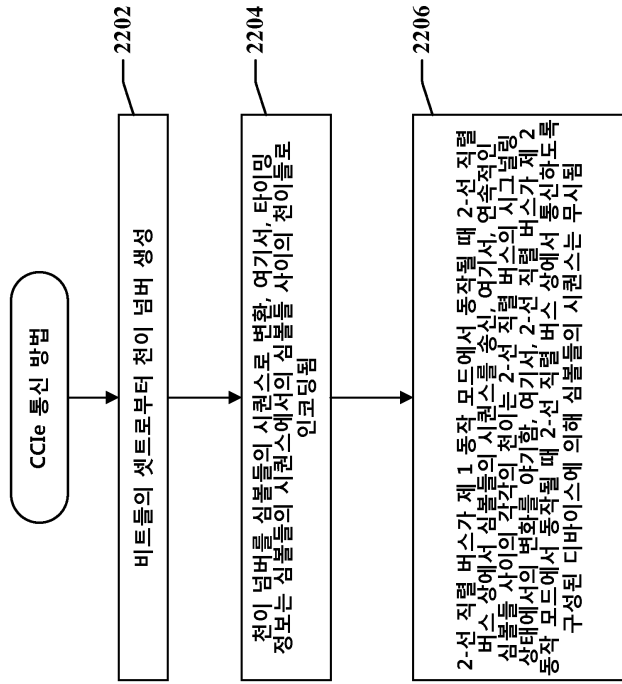 CCIe 통신 방법
2202
비트들의 셋트로부터 천이 넘버 생성
2204
천이 넘버를 심볼들의 시퀀스로 변환, 여기서, 타이밍
정보는 심볼들의 시퀀스에서의 심볼들 사이의 천이들로
인코딩됨
2206
2-선 직렬 버스가 제 1 동작 모드에서 동작될 때 2-선 직렬
버스 상에서 심볼들의 시퀀스를 송신, 여기서, 연속적인
심볼들 사이의 각각의 천이는 2-선 직렬 버스의 시그널링
상태에서의 변화를 야기함, 여기서, 2-선 직렬 버스가 제 2
동작 모드에서 동작될 때 2-선 직렬 버스 상에서 통신하도록
구성된 디바이스에 의해 심볼들의 시퀀스는 무시됨